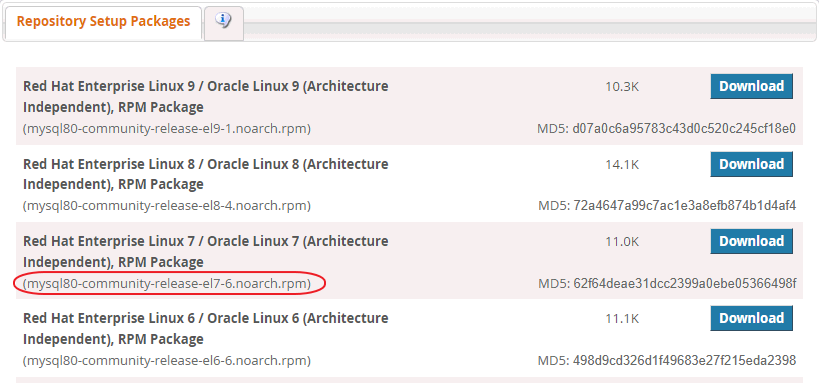 Repository Setup Packages
Red Hat Enterprise Linux 9 / Oracle Linux 9 (Architecture Independent), RPM Package
10.3K
Download
(mysql80-community-release-el9-1.noarch.rpm)
MD5: d07a0c6a95783c43d0c520c245cf18e0
Red Hat Enterprise Linux 8 / Oracle Linux 8 (Architecture Independent), RPM Package
14.1K
Download
(mysql80-community-release-el8-4.noarch.rpm)
MD5: 72a4647a99c7ac1e3a8efb874b1d4af4
Red Hat Enterprise Linux 7 / Oracle Linux 7 (Architecture Independent), RPM Package
11.0K
Download
(mysql80-community-release-el7-6.noarch.rpm)
MD5: 62f64deae31dcc2399a0ebe05366498f
Red Hat Enterprise Linux 6 / Oracle Linux 6 (Architecture Independent), RPM Package
11.1K
Download
(mysql80-community-release-el6-6.noarch.rpm)
MD5: 498d9cd326d1f49683e27f215eda2398